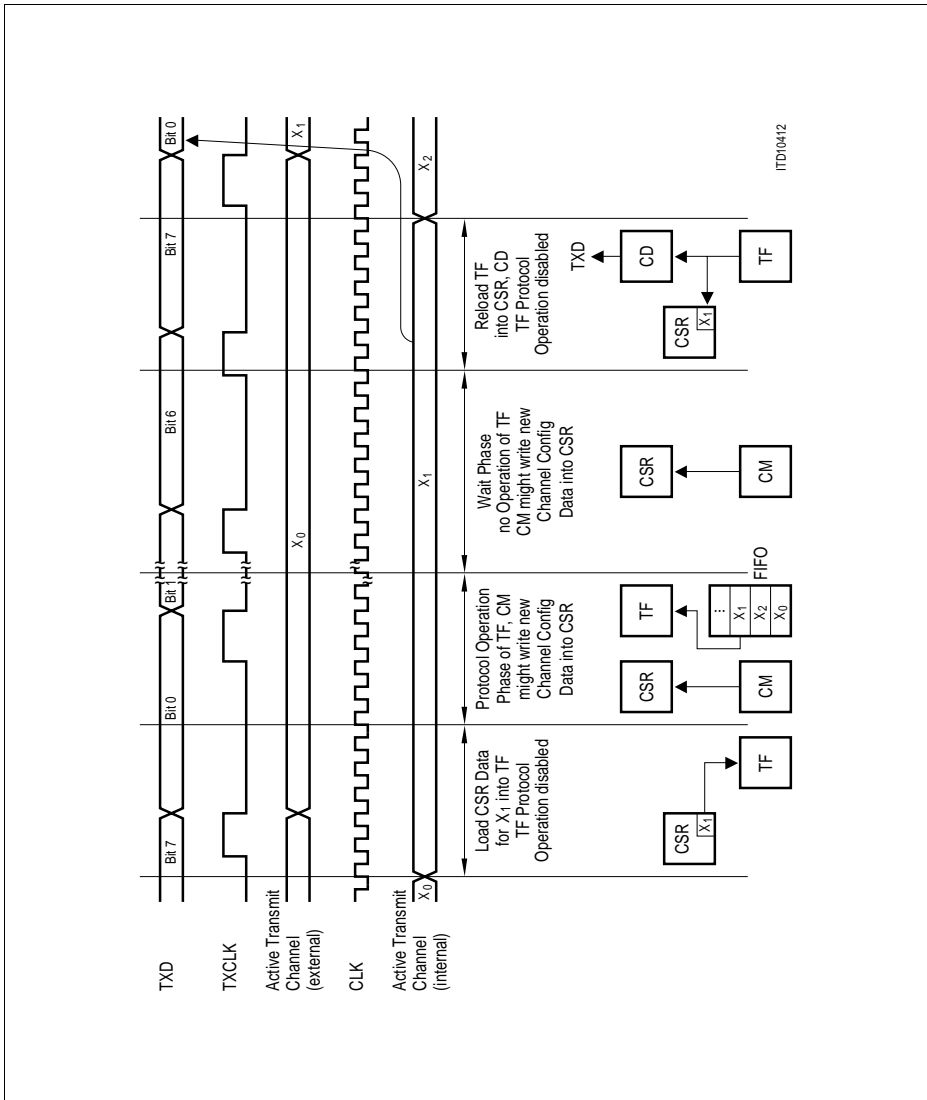 TXD
Bit 7
Bit 0
Bit 1
Bit 6
Bit 7
Bit 0
TXCLK
Active Transmit
Channel
(external)
X0
X1
CLK
Active Transmit
Channel
(internal)
X0
X1
X2
Load CSR Data
for X1 into TF
TF Protocol
Operation disabled
Protocol Operation
Phase of TF, CM
might write new
Channel Config
Data into CSR
Wait Phase
no Operation of TF
CM might write new
Channel Config
Data into CSR
Reload TF
into CSR, CD
TF Protocol
Operation disabled
CSR
X1
TF
CSR
CM
TF
⋮
X1
X2
X0
FIFO
CSR
CM
TXD
CD
CSR
X1
TF
ITD10412